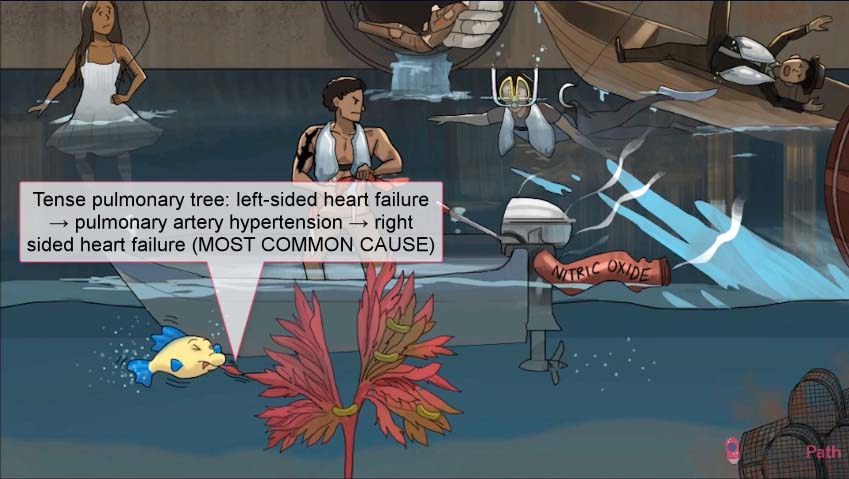 Tense pulmonary tree: left-sided heart failure
→ pulmonary artery hypertension → right
sided heart failure (MOST COMMON CAUSE)
NITRIC OXIDE
Path